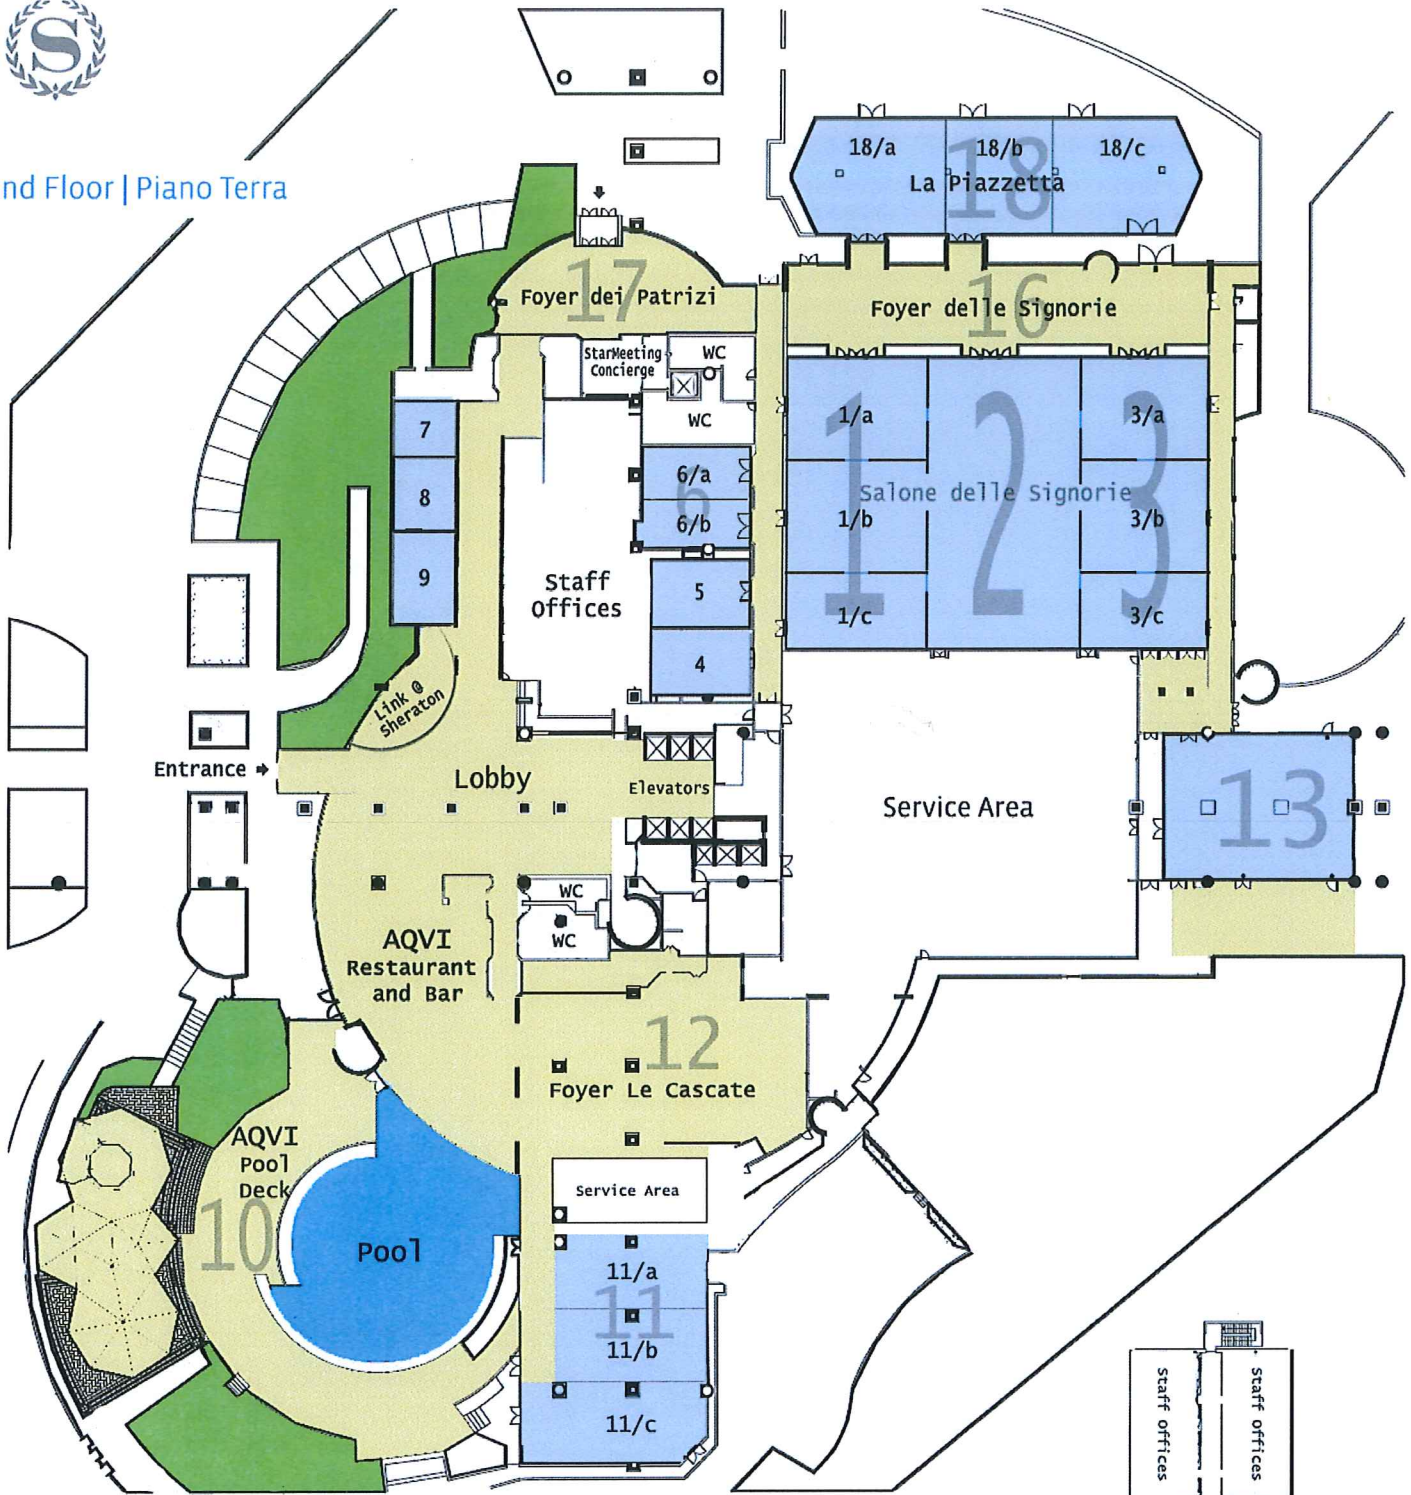 S
nd Floor | Piano Terra
18/a
18/b
18/c
18
La Piazzetta
17
Foyer dei Patrizi
16
Foyer delle Signorie
StarMeeting
Concierge
WC
WC
1/a
1
2
3/a
3
7
6/a
6
6/b
8
Salone delle Signorie
1/b
3/b
9
Staff
Offices
5
1/c
3/c
4
Link @
Sheraton
Entrance
Lobby
Elevators
Service Area
13
WC
WC
AQVI
Restaurant
and Bar
12
Foyer Le Cascate
AQVI
Pool
Deck
10
Pool
Service Area
11/a
11
11/b
11/c
Staff offices
Staff offices